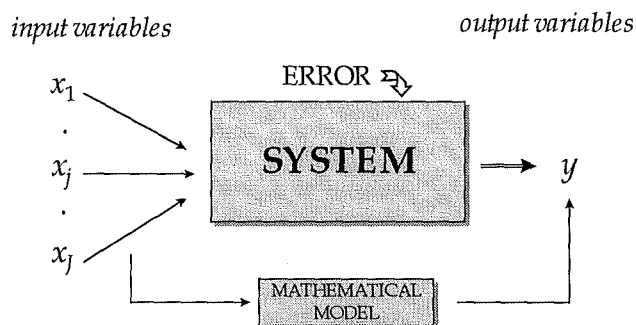 input variables
output variables
ERROR
x1
.
xj
.
xJ
SYSTEM
y
MATHEMATICAL
MODEL